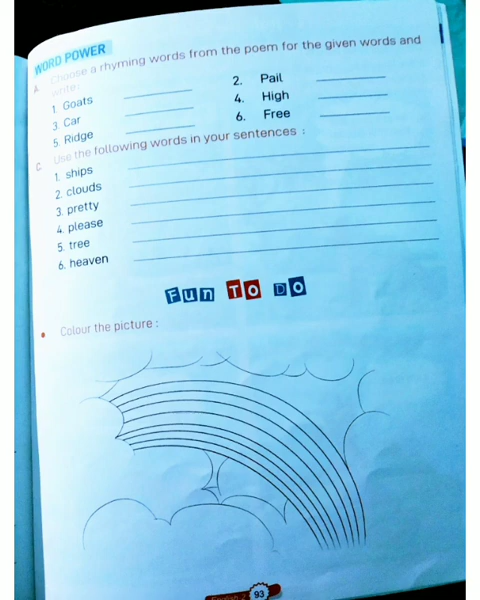 WORD POWER
A. Choose a rhyming words from the poem for the given words and
write:
1. Goats
2. Pail
3. Car
4. High
5. Ridge
6. Free
C. Use the following words in your sentences :
1. ships
2. clouds
3. pretty
4. please
5. tree
6. heaven
Fun To Do
• Colour the picture :
English-2 93